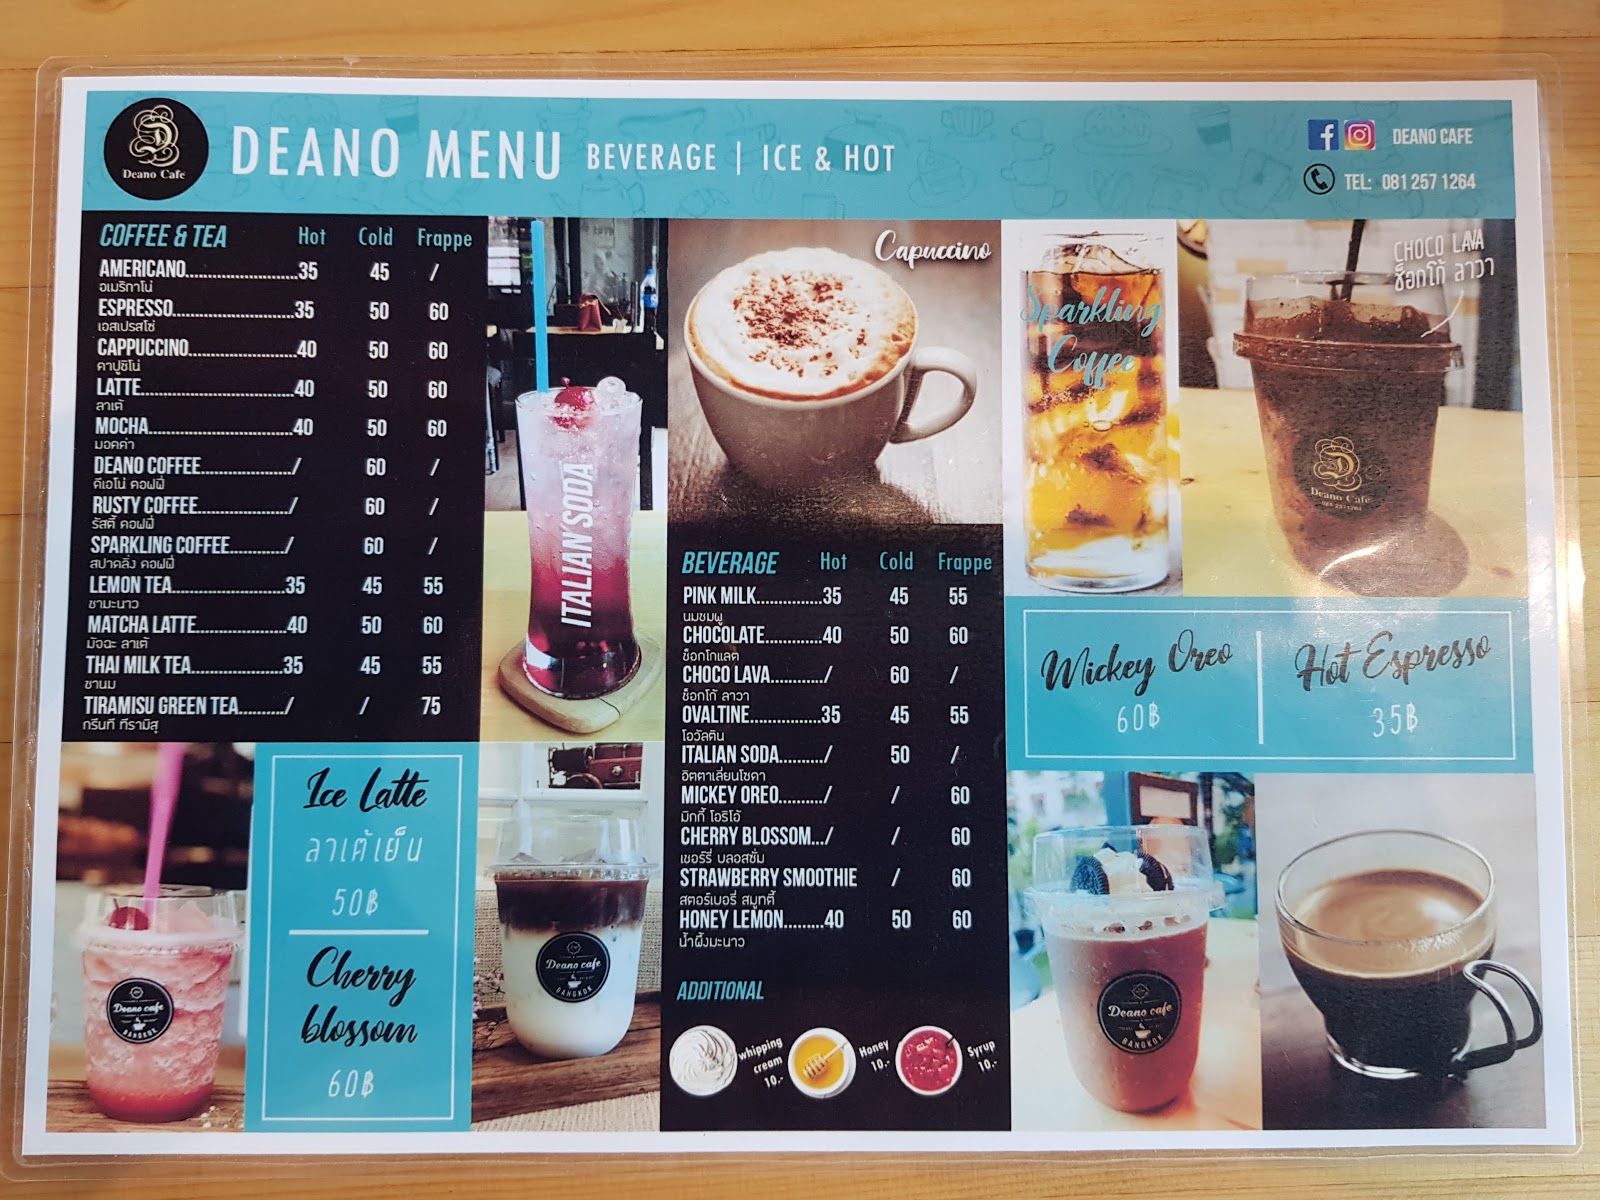 Deano Cafe
DEANO MENU BEVERAGE | ICE & HOT
DEANO CAFE
TEL: 081 257 1264
COFFEE & TEA Hot Cold Frappe
AMERICANO..........................35 45 /
อเมริกาโน่
ESPRESSO............................35 50 60
เอสเปรสโซ่
CAPPUCCINO.........................40 50 60
คาปูชิโน่
LATTE...................................40 50 60
ลาเต้
MOCHA.................................40 50 60
มอคค่า
DEANO COFFEE...................../ 60 /
ดีเอโน่ คอฟฟี่
RUSTY COFFEE...................../ 60 /
รัสตี้ คอฟฟี่
SPARKLING COFFEE............./ 60 /
สปาคลิ่ง คอฟฟี่
LEMON TEA..........................35 45 55
ชามะนาว
MATCHA LATTE.....................40 50 60
มัจฉะ ลาเต้
THAI MILK TEA.....................35 45 55
ชานม
TIRAMISU GREEN TEA.........../ / 75
กรีนที ทีรามิสุ
ITALIAN SODA
Capuccino
Sparkling
Coffee
CHOCO LAVA
ช็อกโก้ ลาวา
Deano Cafe
081 2571264
BEVERAGE Hot Cold Frappe
PINK MILK...............35 45 55
นมชมพู
CHOCOLATE.............40 50 60
ช็อกโกแลต
CHOCO LAVA............/ 60 /
ช็อกโก้ ลาวา
OVALTINE.................35 45 55
โอวัลติน
ITALIAN SODA........../ 50 /
อิตตาเลี่ยนโซดา
MICKEY OREO........../ / 60
มิกกี้ โอริโอ้
CHERRY BLOSSOM.../ / 60
เชอร์รี่ บลอสซั่ม
STRAWBERRY SMOOTHIE / 60
สตอร์เบอรี่ สมูทตี้
HONEY LEMON.........40 50 60
น้ำผึ้งมะนาว
ADDITIONAL
whipping
cream
10.-
Honey
10.-
Syrup
10.-
Mickey Oreo
60฿
Hot Espresso
35฿
Ice Latte
ลาเต้เย็น
50฿
Cherry
blossom
60฿
Deano cafe
BANGKOK
Deano cafe
BANGKOK
Deano cafe
BANGKOK